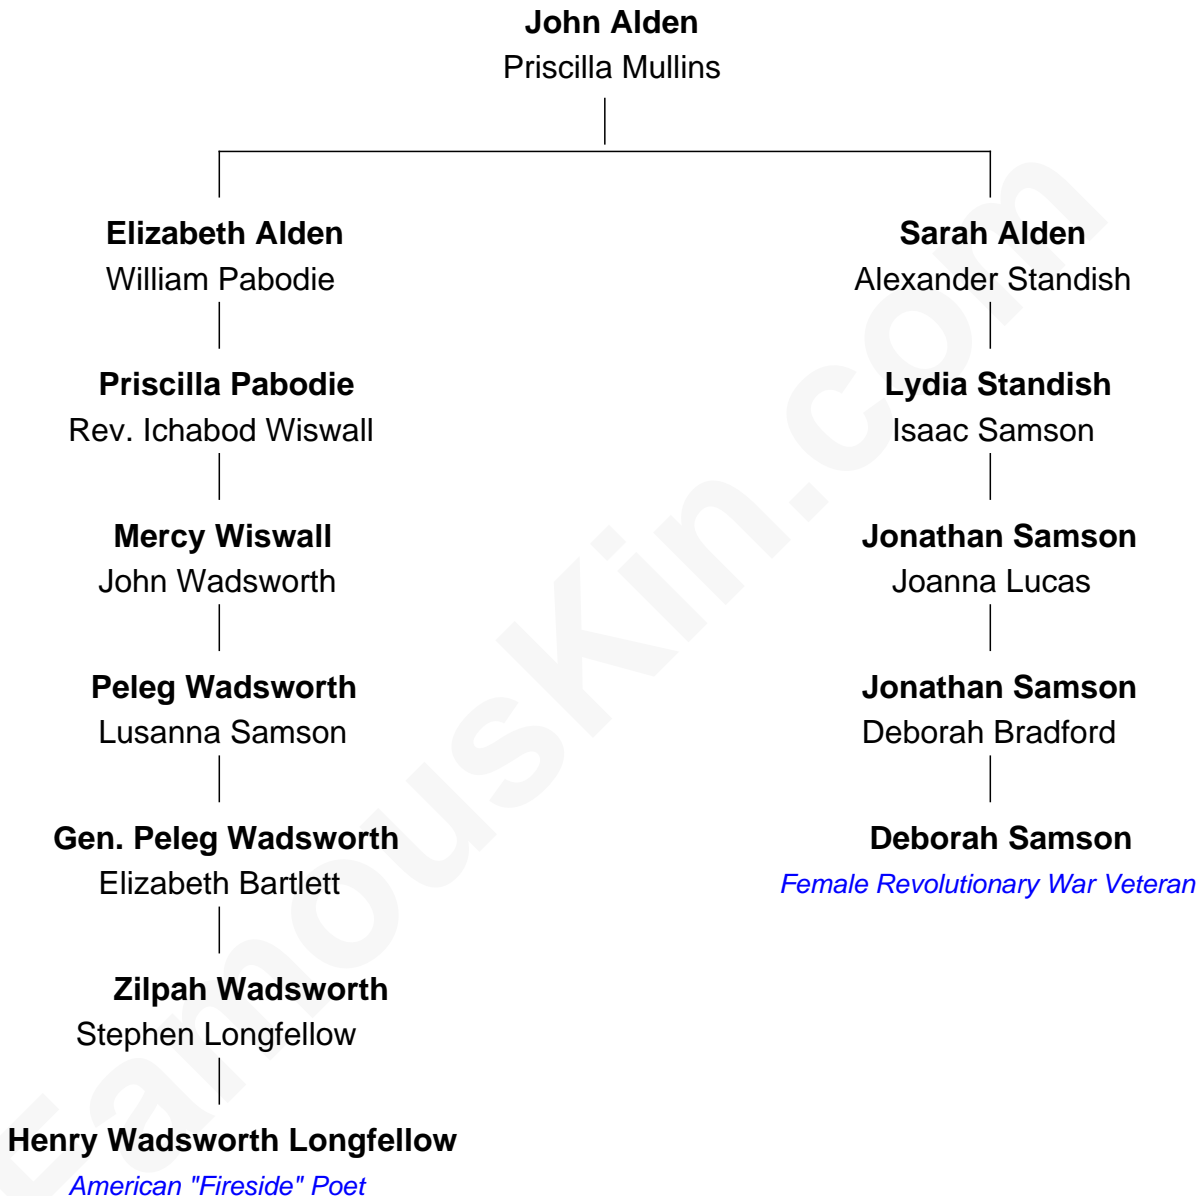 John Alden
Priscilla Mullins
Elizabeth Alden
William Pabodie
Sarah Alden
Alexander Standish
Priscilla Pabodie
Rev. Ichabod Wiswall
Lydia Standish
Isaac Samson
Mercy Wiswall
John Wadsworth
Jonathan Samson
Joanna Lucas
Peleg Wadsworth
Lusanna Samson
Jonathan Samson
Deborah Bradford
Gen. Peleg Wadsworth
Elizabeth Bartlett
Deborah Samson
Female Revolutionary War Veteran
Zilpah Wadsworth
Stephen Longfellow
Henry Wadsworth Longfellow
American "Fireside" Poet
FamousKin.com